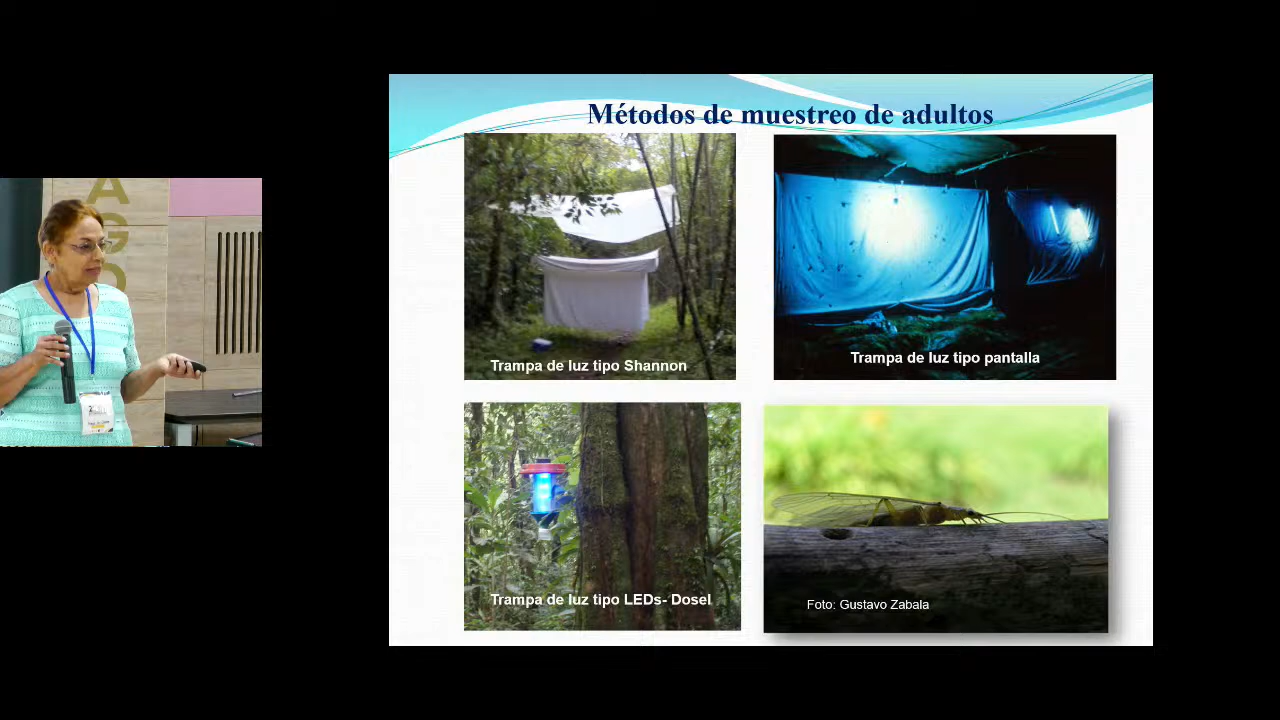 Métodos de muestreo de adultos
Trampa de luz tipo Shannon
Trampa de luz tipo pantalla
Trampa de luz tipo LEDs- Dosel
Foto: Gustavo Zabala
AGO